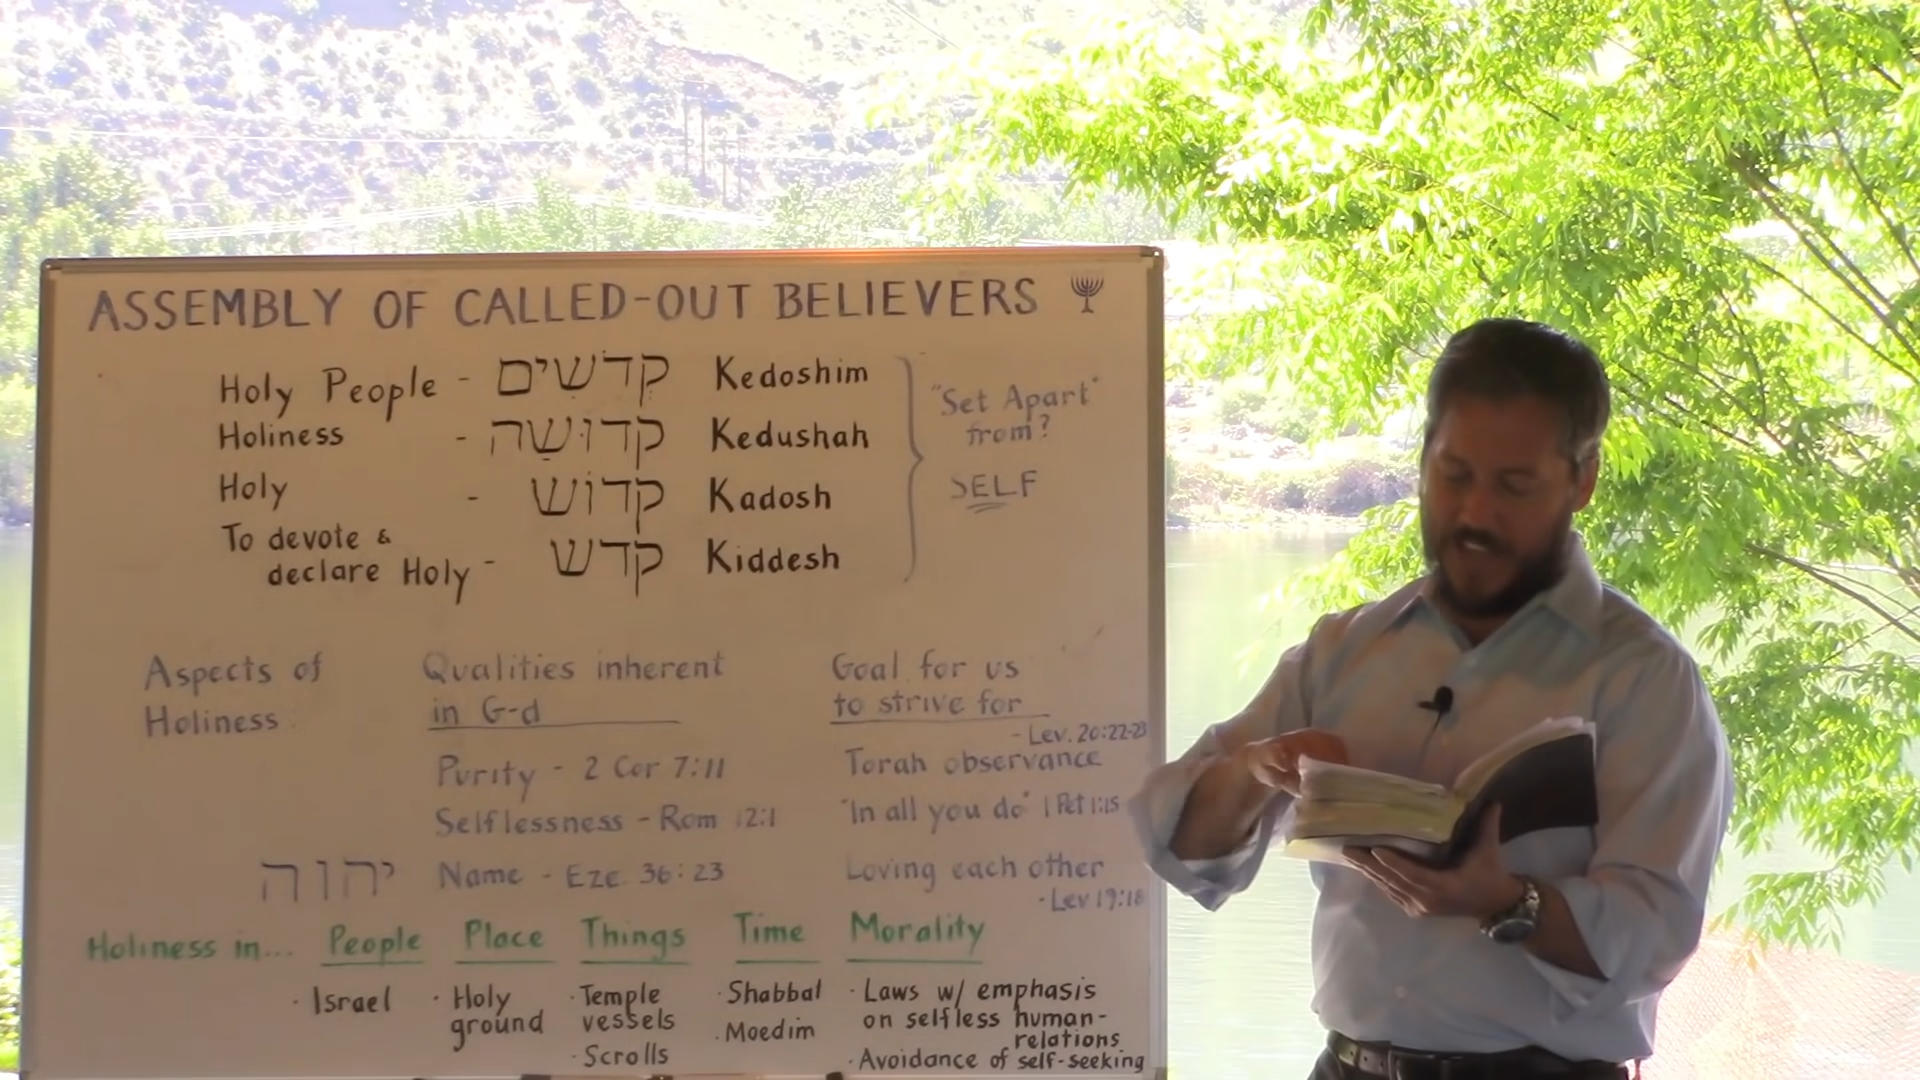 ASSEMBLY OF CALLED-OUT BELIEVERS
Holy People - קְדֹשִׁים Kedoshim
Holiness - קְדוּשָׁה Kedushah
Holy - קָדוֹשׁ Kadosh
To devote &
declare Holy - קִדֵּשׁ Kiddesh
"Set Apart"
from?
SELF
Aspects of
Holiness:
Qualities inherent
in G-d
Purity - 2 Cor 7:11
Selflessness - Rom 12:1
יהוה Name - Eze. 36:23
Goal for us
to strive for
- Lev. 20:22-23
Torah observance
"In all you do" 1 Pet 1:15
Loving each other
- Lev 19:18
Holiness in... People Place Things Time Morality
· Israel
· Holy
ground
· Temple
vessels
· Scrolls
· Shabbat
· Moedim
· Laws w/ emphasis
on selfless human-
relations
· Avoidance of self-seeking